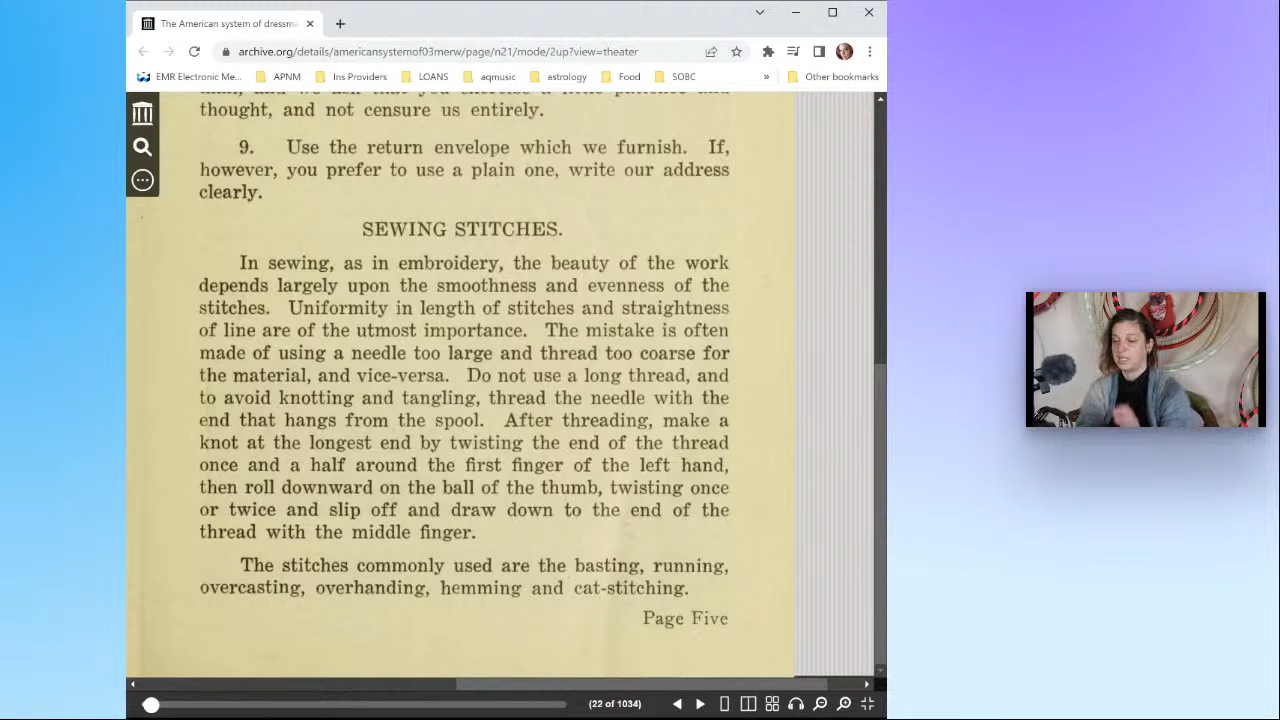 The American system of dressma
archive.org/details/americansystemof03merw/page/n21/mode/2up?view=theater
EMR Electronic Me...
APNM
Ins Providers
LOANS
aqmusic
astrology
Food
SOBC
»
Other bookmarks
thought, and not censure us entirely.
9. Use the return envelope which we furnish. If,
however, you prefer to use a plain one, write our address
clearly.
SEWING STITCHES.
In sewing, as in embroidery, the beauty of the work
depends largely upon the smoothness and evenness of the
stitches. Uniformity in length of stitches and straightness
of line are of the utmost importance. The mistake is often
made of using a needle too large and thread too coarse for
the material, and vice-versa. Do not use a long thread, and
to avoid knotting and tangling, thread the needle with the
end that hangs from the spool. After threading, make a
knot at the longest end by twisting the end of the thread
once and a half around the first finger of the left hand,
then roll downward on the ball of the thumb, twisting once
or twice and slip off and draw down to the end of the
thread with the middle finger.
The stitches commonly used are the basting, running,
overcasting, overhanding, hemming and cat-stitching.
Page Five
(22 of 1034)